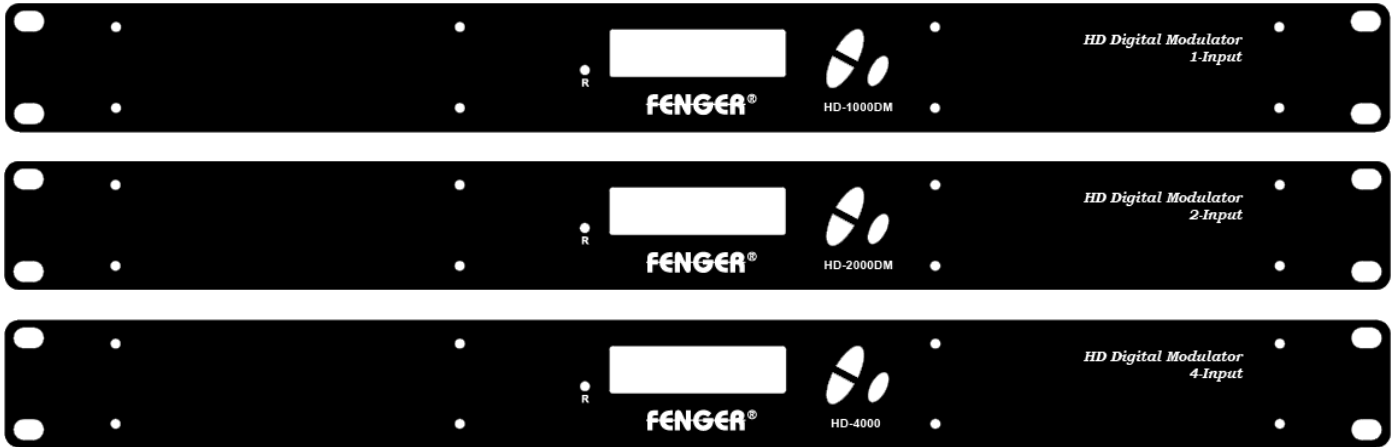 HD Digital Modulator
1-Input
R
FENGER®
HD-1000DM
HD Digital Modulator
2-Input
R
FENGER®
HD-2000DM
HD Digital Modulator
4-Input
R
FENGER®
HD-4000